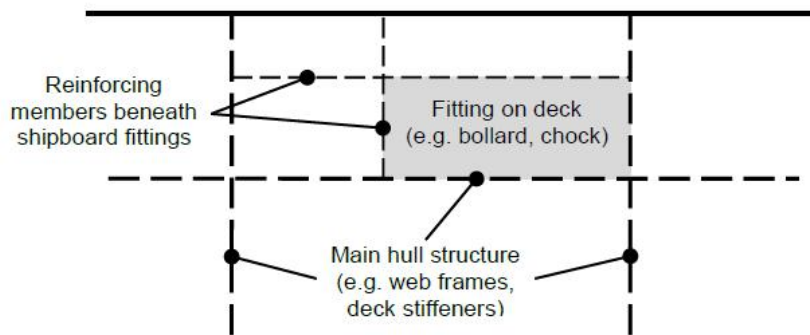 Reinforcing
members beneath
shipboard fittings
Fitting on deck
(e.g. bollard, chock)
Main hull structure
(e.g. web frames,
deck stiffeners)